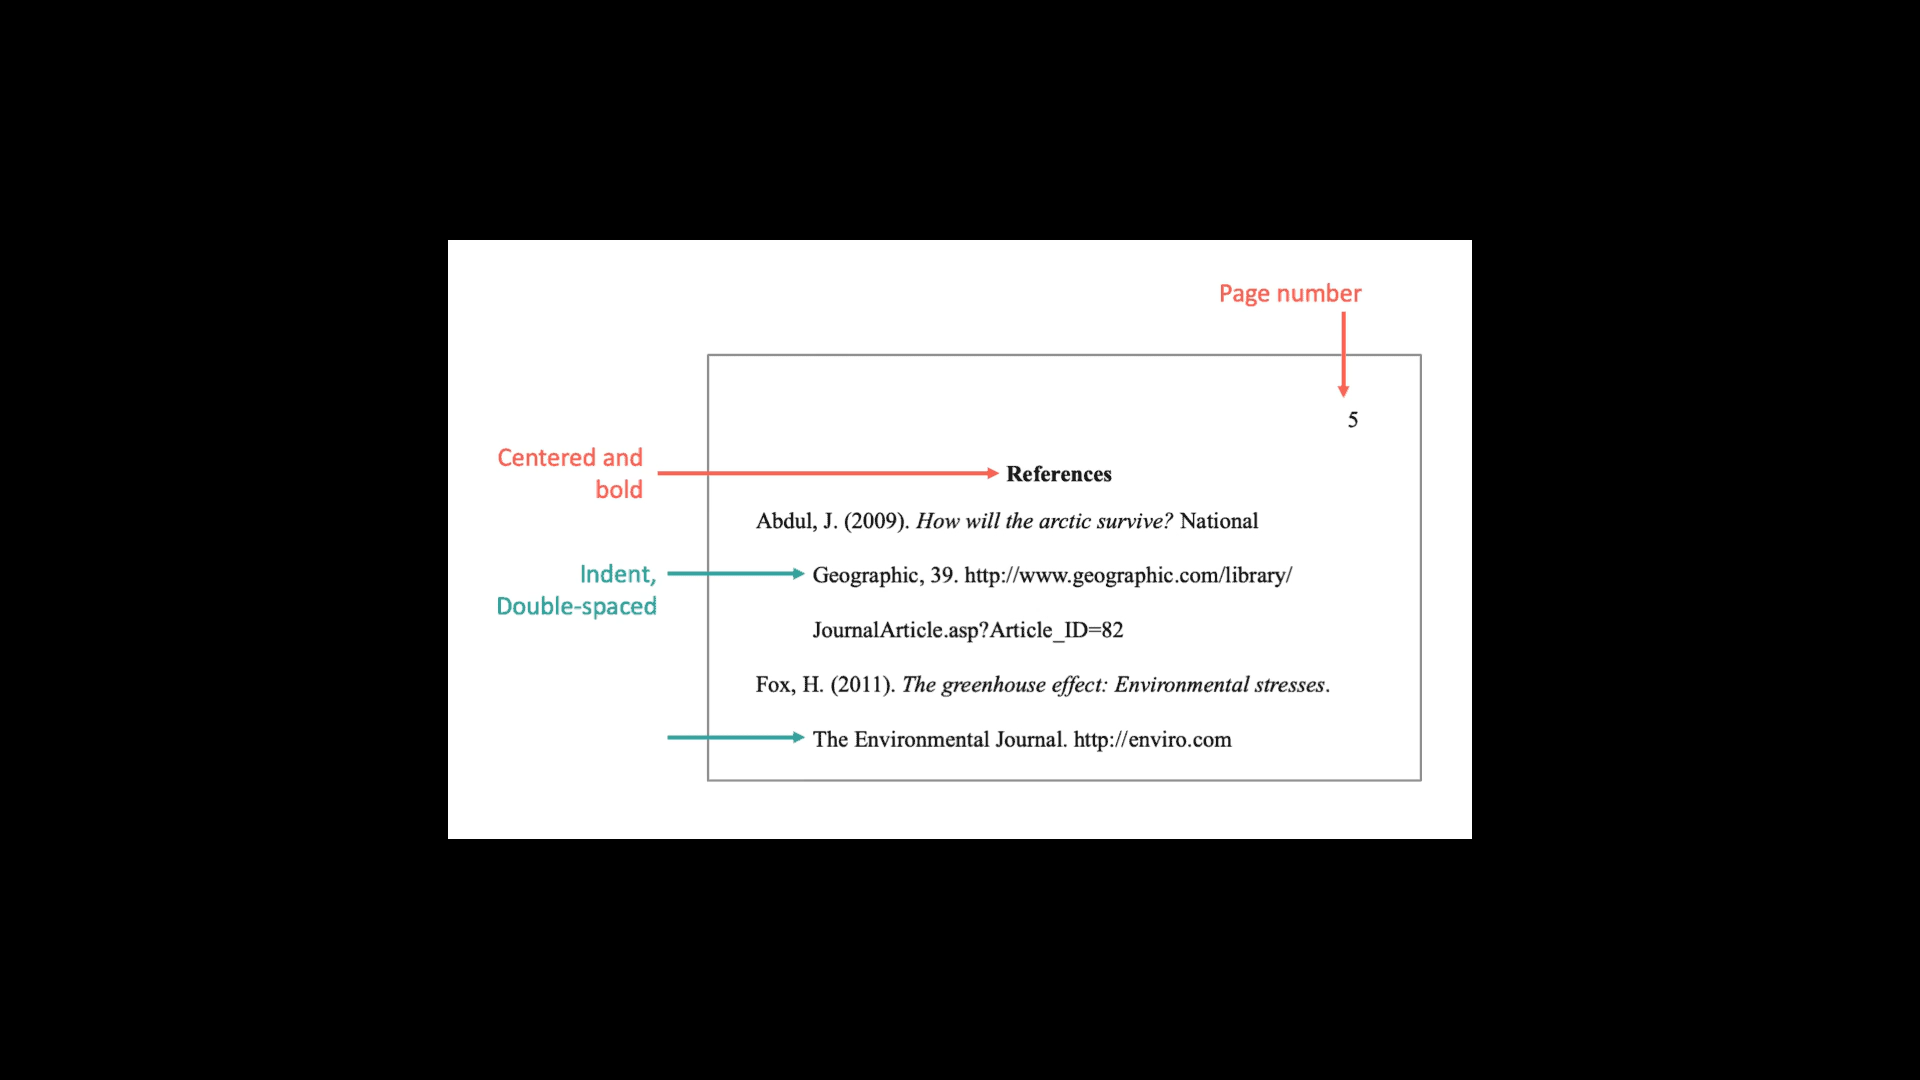 Page number
5
Centered and
bold
References
Abdul, J. (2009). How will the arctic survive? National
Indent,
Double-spaced
Geographic, 39. http://www.geographic.com/library/
JournalArticle.asp?Article_ID=82
Fox, H. (2011). The greenhouse effect: Environmental stresses.
The Environmental Journal. http://enviro.com